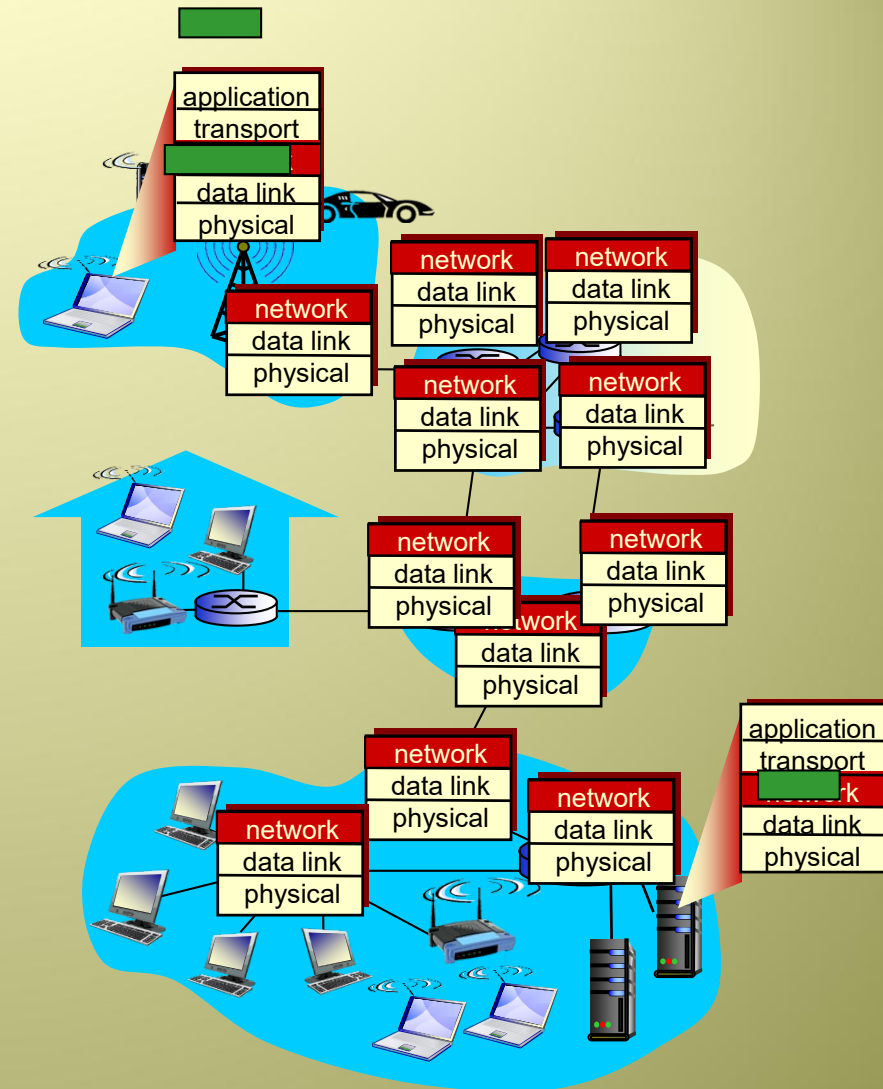 application
transport
data link
physical
network
data link
physical
network
data link
physical
network
data link
physical
network
data link
physical
network
data link
physical
network
data link
physical
network
data link
physical
network
data link
physical
application
transport
data link
physical
network
data link
physical
network
data link
physical
network
data link
physical